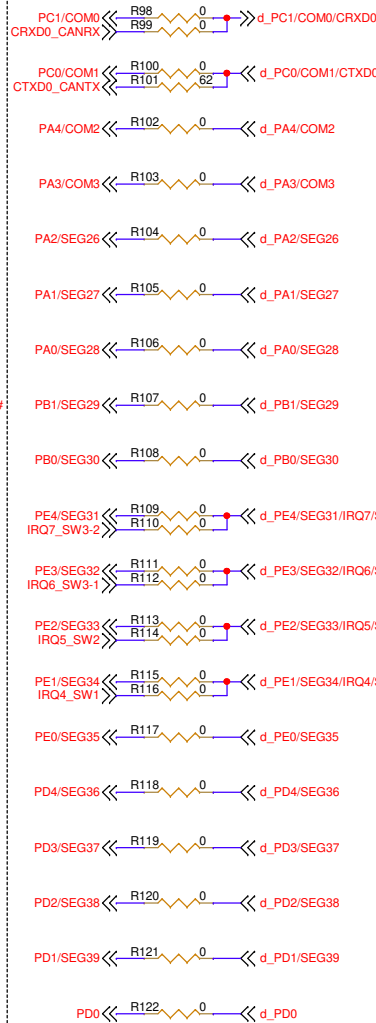 PC1/COM0 R98 0 d_PC1/COM0/CRXD0
CRXD0_CANRX R99 0
PC0/COM1 R100 0 d_PC0/COM1/CTXD0
CTXD0_CANTX R101 62
PA4/COM2 R102 0 d_PA4/COM2
PA3/COM3 R103 0 d_PA3/COM3
PA2/SEG26 R104 0 d_PA2/SEG26
PA1/SEG27 R105 0 d_PA1/SEG27
PA0/SEG28 R106 0 d_PA0/SEG28
PB1/SEG29 R107 0 d_PB1/SEG29
PB0/SEG30 R108 0 d_PB0/SEG30
PE4/SEG31 R109 0 d_PE4/SEG31/IRQ7/
IRQ7_SW3-2 R110 0
PE3/SEG32 R111 0 d_PE3/SEG32/IRQ6/
IRQ6_SW3-1 R112 0
PE2/SEG33 R113 0 d_PE2/SEG33/IRQ5/
IRQ5_SW2 R114 0
PE1/SEG34 R115 0 d_PE1/SEG34/IRQ4/
IRQ4_SW1 R116 0
PE0/SEG35 R117 0 d_PE0/SEG35
PD4/SEG36 R118 0 d_PD4/SEG36
PD3/SEG37 R119 0 d_PD3/SEG37
PD2/SEG38 R120 0 d_PD2/SEG38
PD1/SEG39 R121 0 d_PD1/SEG39
PD0 R122 0 d_PD0